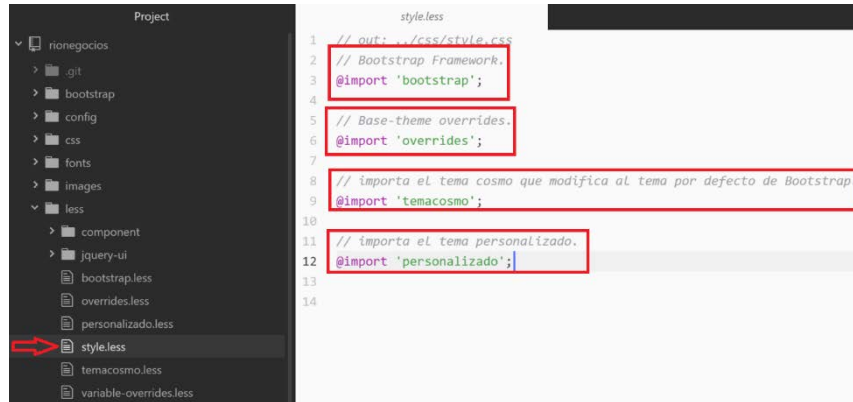 Project
rionegocios
.git
bootstrap
config
css
fonts
images
less
component
jquery-ui
bootstrap.less
overrides.less
personalizado.less
style.less
temacosmo.less
variable-overrides.less
style.less
1 // out: ../css/style.css
2 // Bootstrap Framework.
3 @import 'bootstrap';
4
5 // Base-theme overrides.
6 @import 'overrides';
7
8 // importa el tema cosmo que modifica al tema por defecto de Bootstrap.
9 @import 'temacosmo';
10
11 // importa el tema personalizado.
12 @import 'personalizado';
13
14